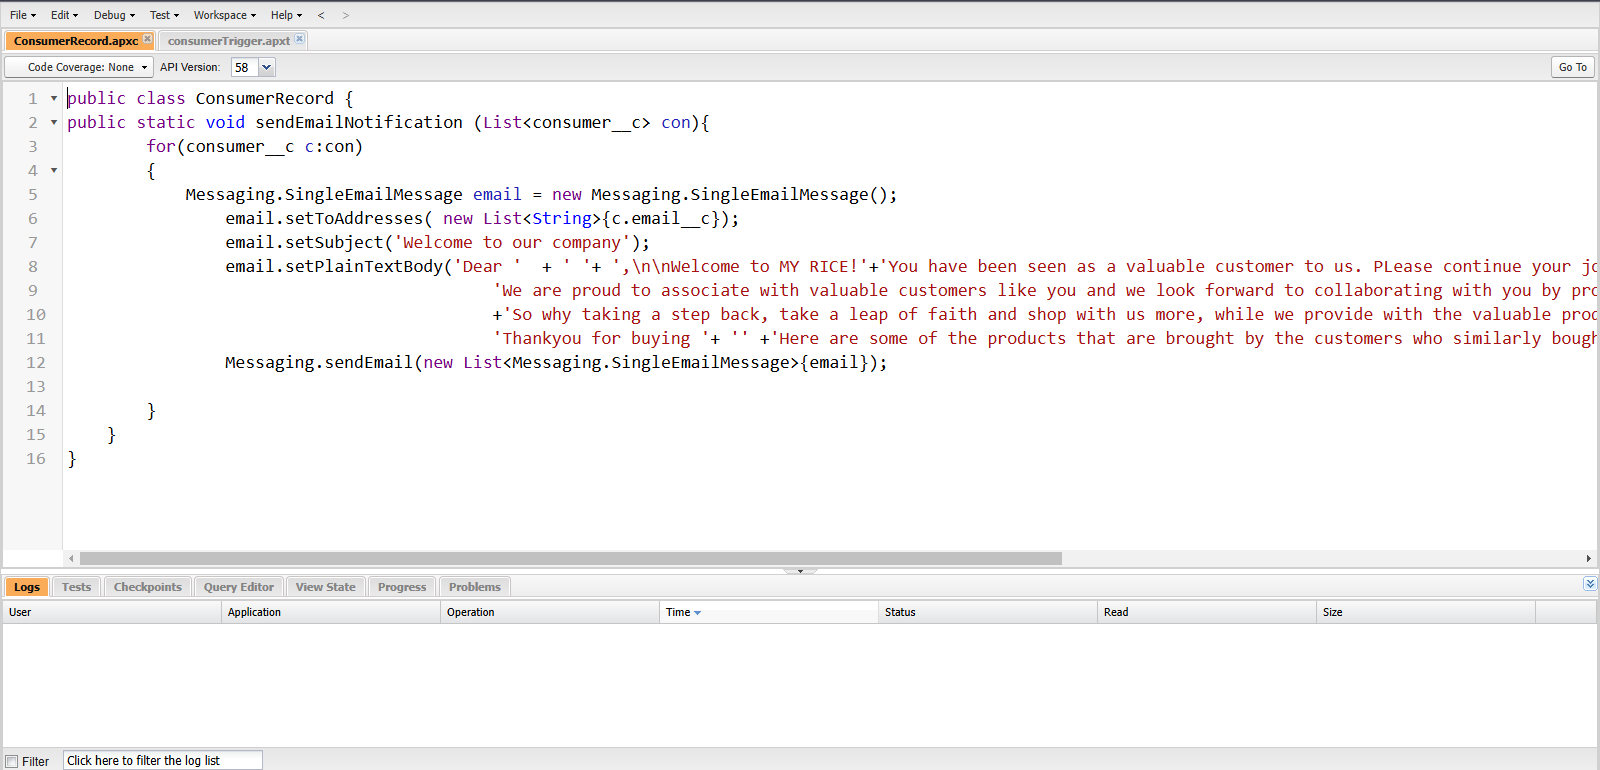 File Edit Debug Test Workspace Help < >
ConsumerRecord.apxc consumerTrigger.apxt
Code Coverage: None API Version: 58 Go To
1 public class ConsumerRecord {
2 public static void sendEmailNotification (List<consumer__c> con){
3 for(consumer__c c:con)
4 {
5 Messaging.SingleEmailMessage email = new Messaging.SingleEmailMessage();
6 email.setToAddresses( new List<String>{c.email__c});
7 email.setSubject('Welcome to our company');
8 email.setPlainTextBody('Dear '  + ' '+ ',\n\nWelcome to MY RICE!'+'You have been seen as a valuable customer to us. PLease continue your
9 'We are proud to associate with valuable customers like you and we look forward to collaborating with you by
10 +'So why taking a step back, take a leap of faith and shop with us more, while we provide with the valuable
11 'Thankyou for buying '+ '' +'Here are some of the products that are brought by the customers who similarly
12 Messaging.sendEmail(new List<Messaging.SingleEmailMessage>{email});
13
14 }
15 }
16 }
Logs Tests Checkpoints Query Editor View State Progress Problems
User Application Operation Time Status Read Size
Filter Click here to filter the log list